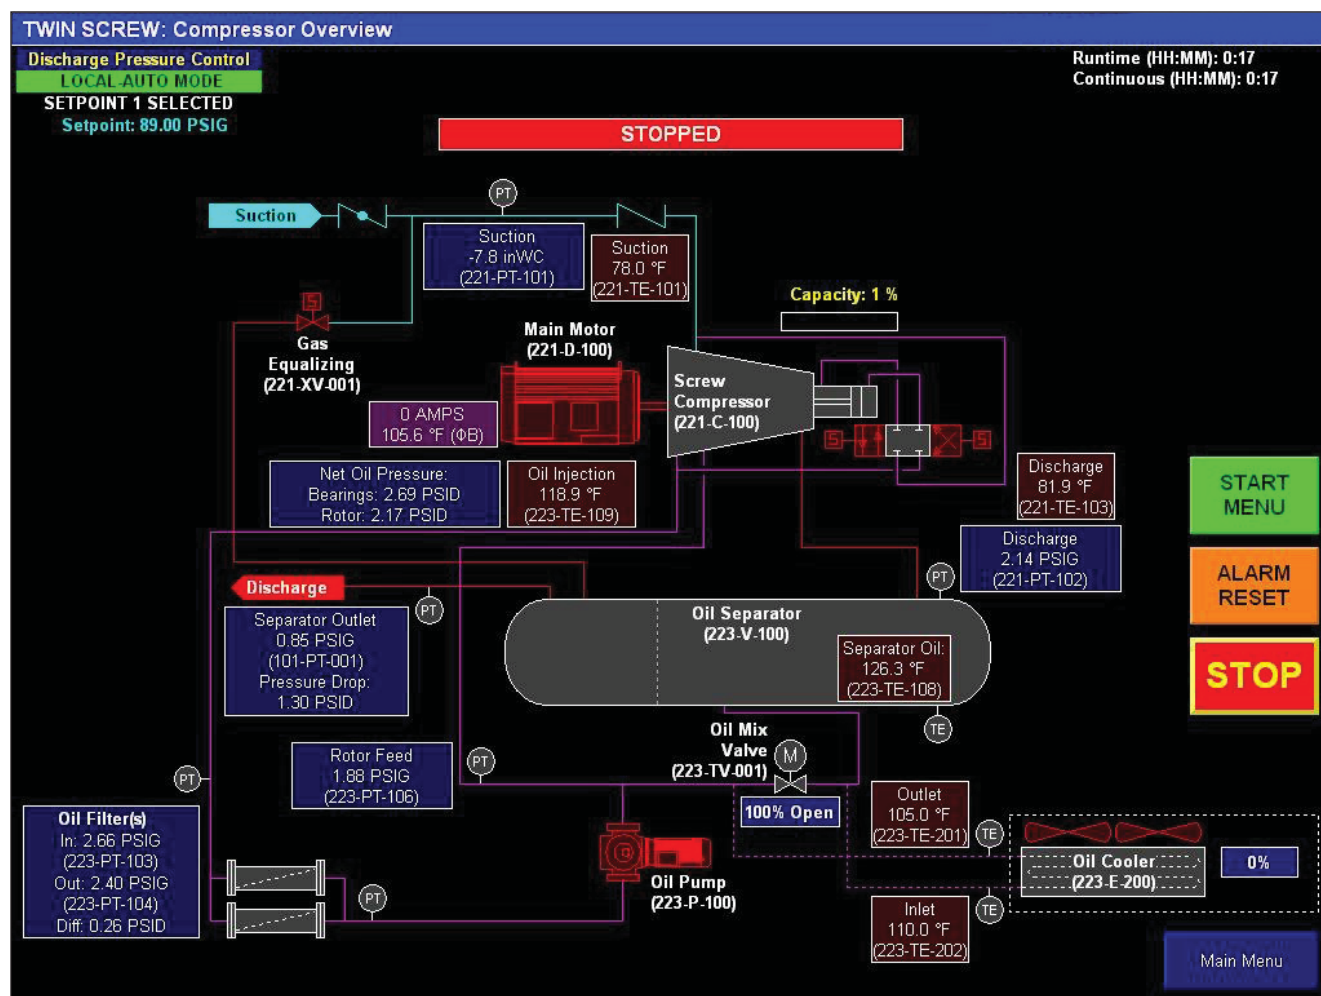 TWIN SCREW: Compressor Overview
Discharge Pressure Control
LOCAL-AUTO MODE
SETPOINT 1 SELECTED
Setpoint: 89.00 PSIG
Runtime (HH:MM): 0:17
Continuous (HH:MM): 0:17
STOPPED
PT
Suction
Suction
-7.8 inWC
(221-PT-101)
Suction
78.0 °F
(221-TE-101)
Capacity: 1 %
S
Gas
Equalizing
(221-XV-001)
Main Motor
(221-D-100)
0 AMPS
105.6 °F (ΦB)
Screw
Compressor
(221-C-100)
S
S
Net Oil Pressure:
Bearings: 2.69 PSID
Rotor: 2.17 PSID
Oil Injection
118.9 °F
(223-TE-109)
Discharge
81.9 °F
(221-TE-103)
START
MENU
Discharge
2.14 PSIG
(221-PT-102)
PT
ALARM
RESET
Discharge
PT
Separator Outlet
0.85 PSIG
(101-PT-001)
Pressure Drop:
1.30 PSID
Oil Separator
(223-V-100)
Separator Oil:
126.3 °F
(223-TE-108)
TE
STOP
Rotor Feed
1.88 PSIG
(223-PT-106)
PT
PT
Oil Mix
Valve
(223-TV-001)
M
100% Open
Outlet
105.0 °F
(223-TE-201)
TE
Oil Filter(s)
In: 2.66 PSIG
(223-PT-103)
Out: 2.40 PSIG
(223-PT-104)
Diff: 0.26 PSID
PT
Oil Pump
(223-P-100)
Oil Cooler
(223-E-200)
0%
Inlet
110.0 °F
(223-TE-202)
TE
Main Menu